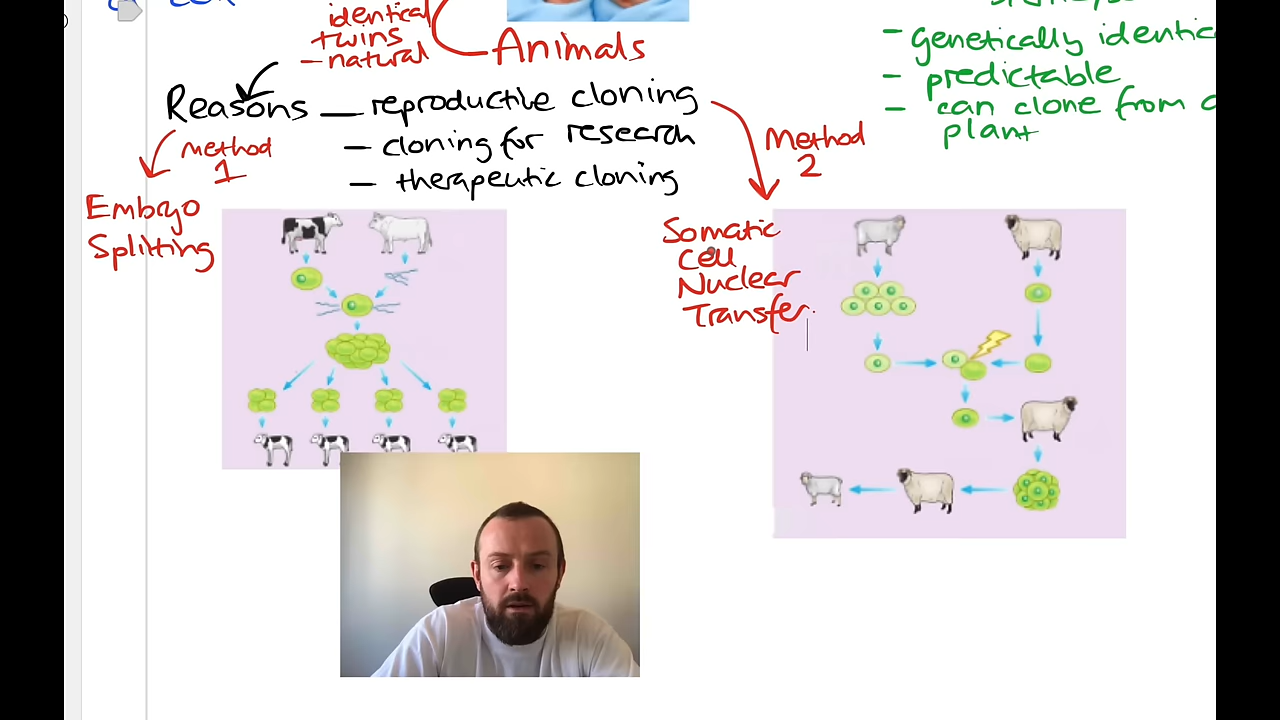 identical
twins
- natural
Animals
Reasons - reproductive cloning
- cloning for research
- therapeutic cloning
Method
1
Embryo
Splitting
Method
2
Somatic
Cell
Nuclear
Transfer.
- genetically identic
- predictable
- can clone from a
plant